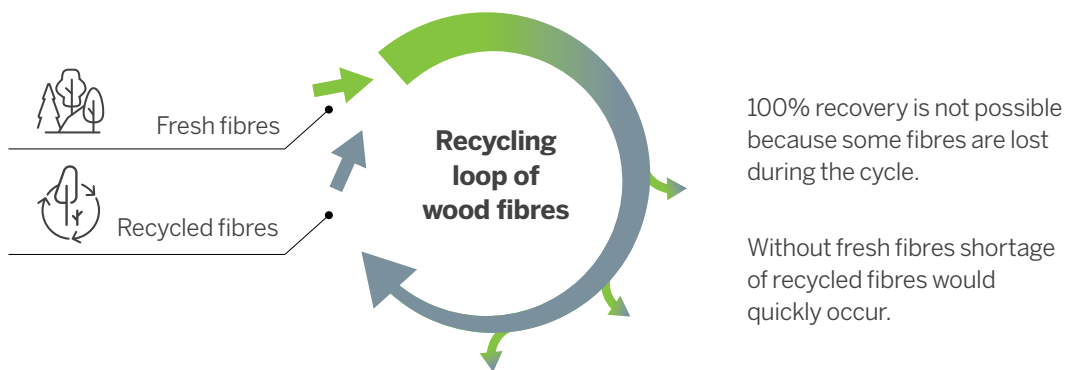 Fresh fibres
Recycled fibres
Recycling
loop of
wood fibres
100% recovery is not possible
because some fibres are lost
during the cycle.
Without fresh fibres shortage
of recycled fibres would
quickly occur.